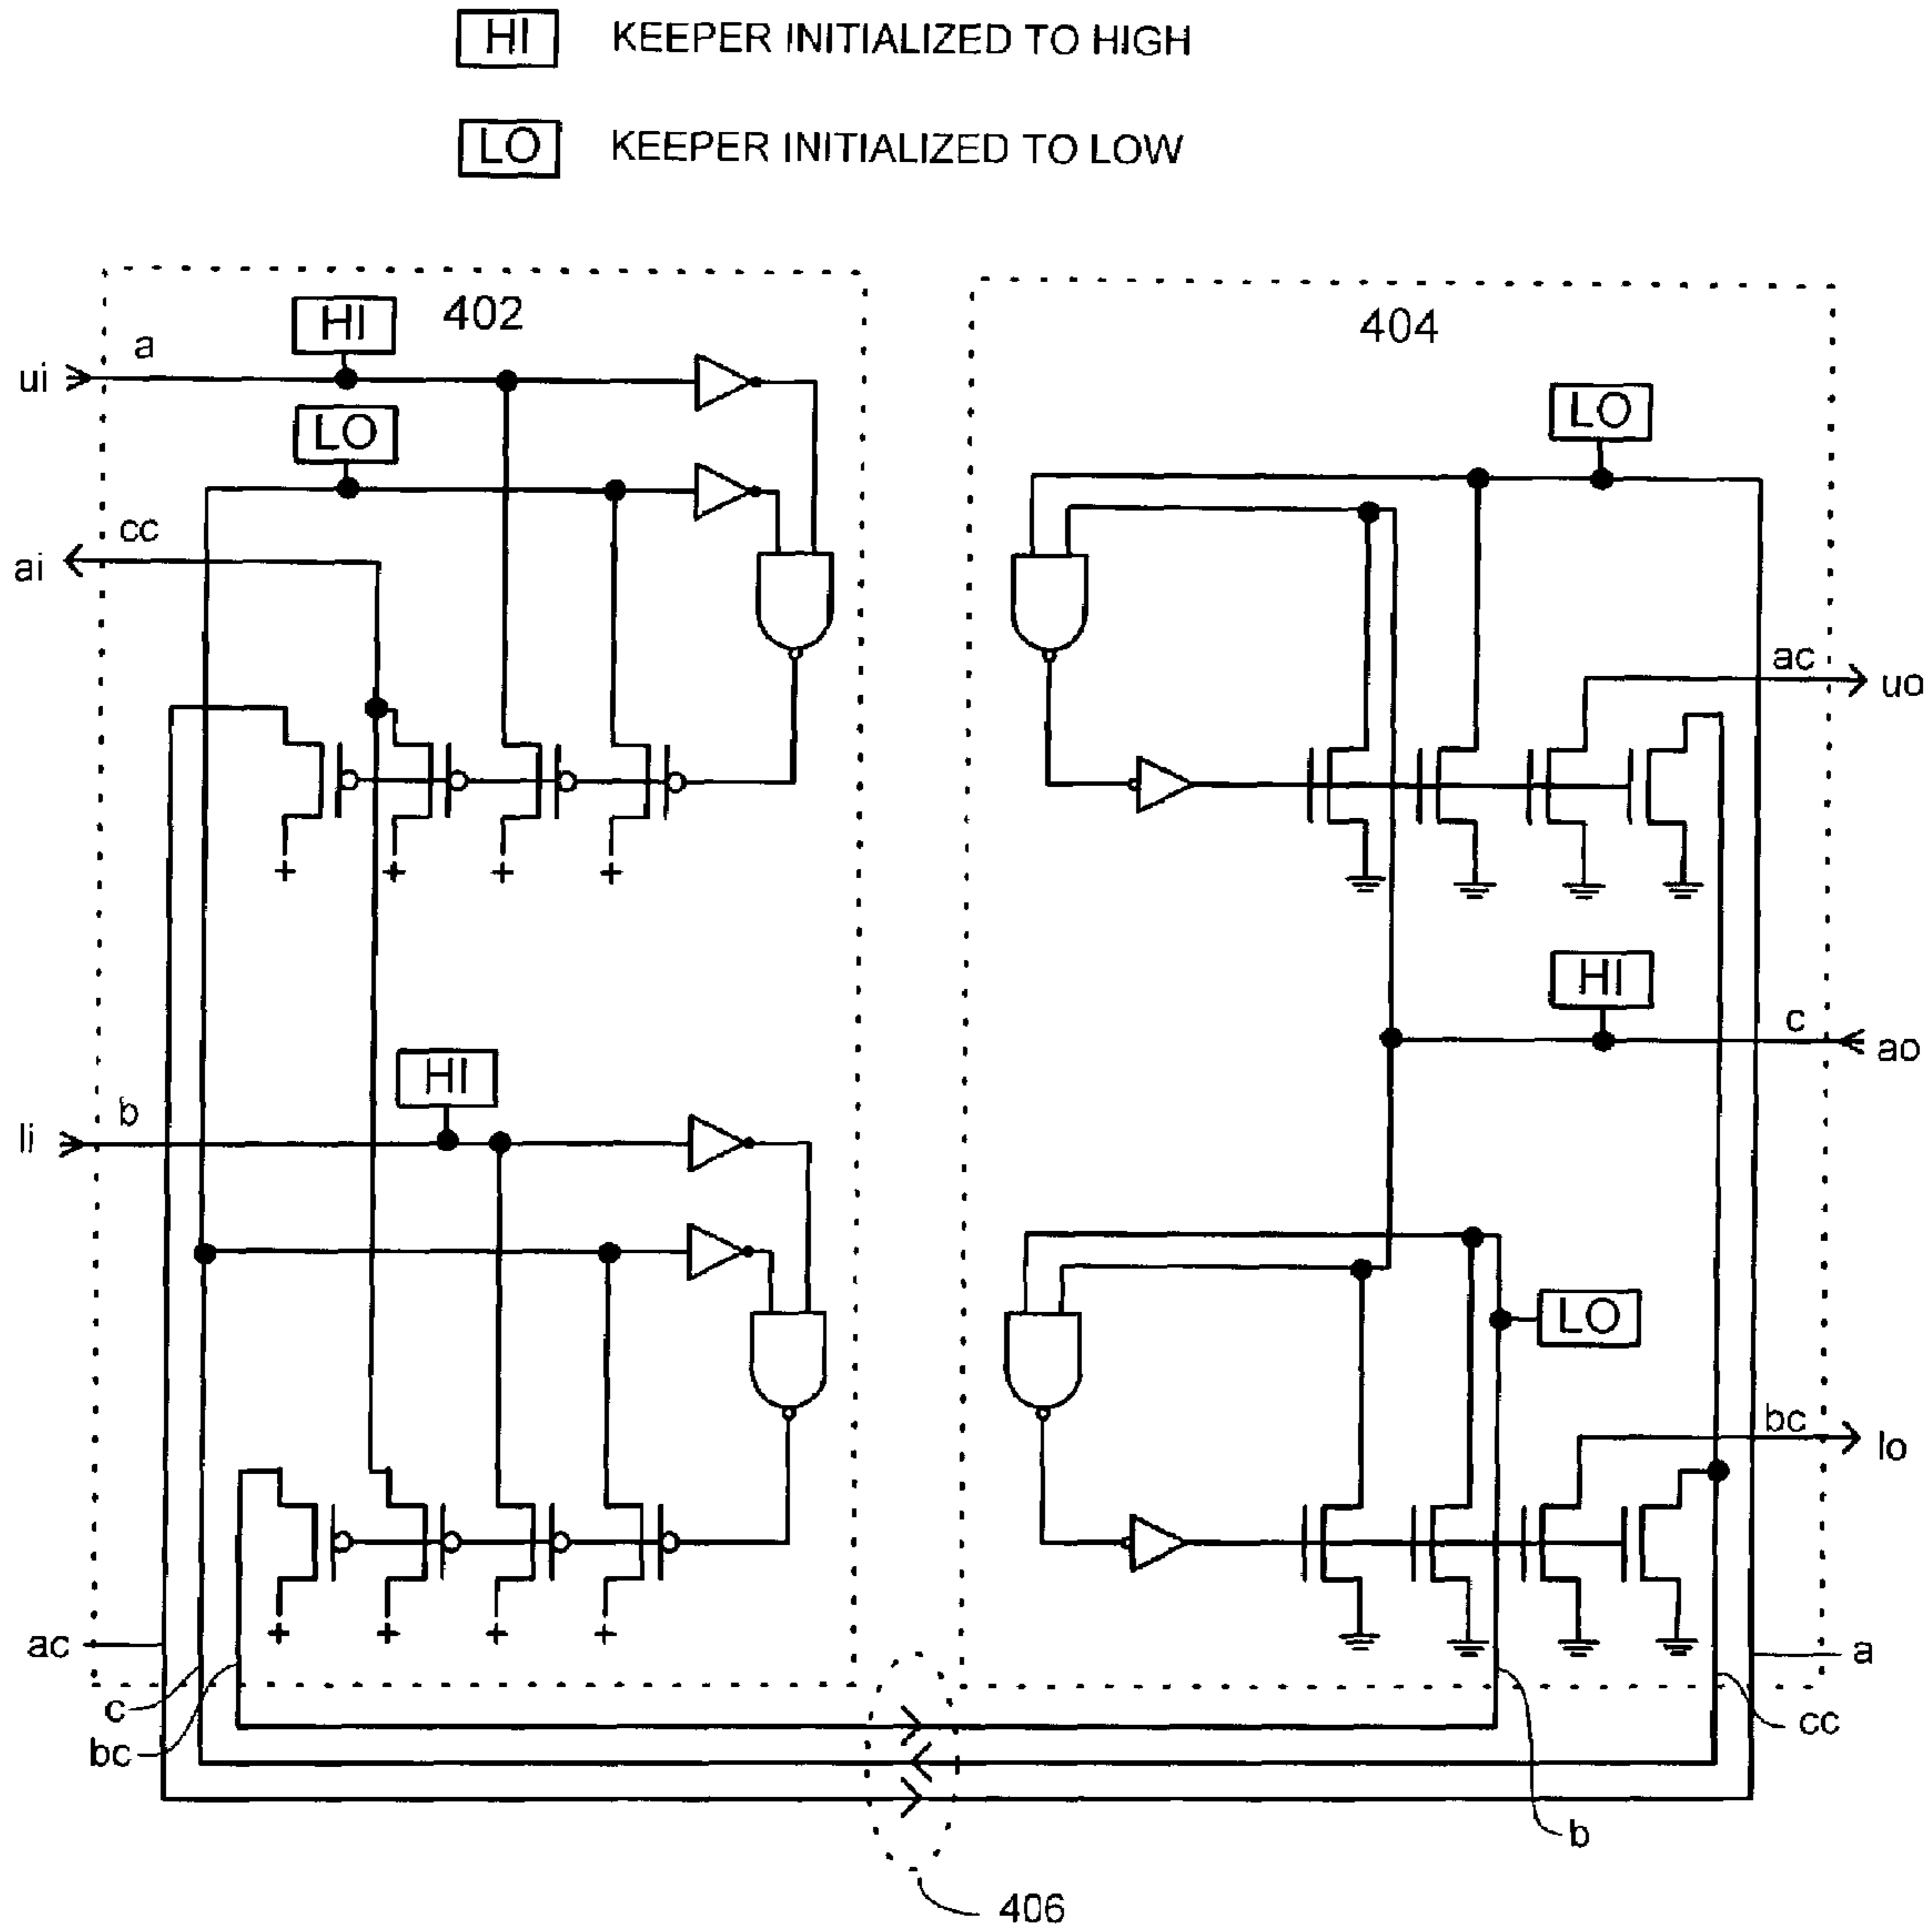 HI KEEPER INITIALIZED TO HIGH
LO KEEPER INITIALIZED TO LOW
402
404
HI
a
ui
LO
LO
cc
ai
ac
uo
HI
c
ao
HI
b
li
LO
bc
lo
ac
a
c
bc
cc
b
406